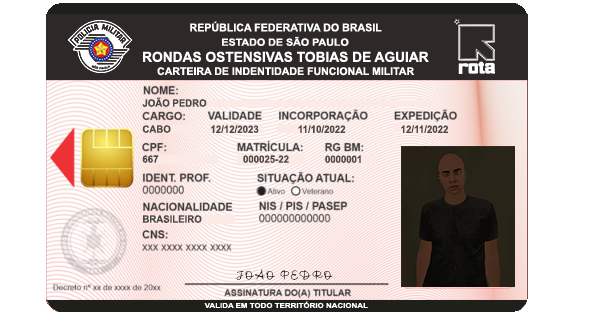 REPÚBLICA FEDERATIVA DO BRASIL
ESTADO DE SÃO PAULO
RONDAS OSTENSIVAS TOBIAS DE AGUIAR
CARTEIRA DE INDENTIDADE FUNCIONAL MILITAR
POLÍCIA MILITAR
SÃO PAULO
R
rota
NOME:
JOÃO PEDRO
CARGO: VALIDADE INCORPORAÇÃO EXPEDIÇÃO
CABO 12/12/2023 11/10/2022 12/11/2022
CPF: MATRÍCULA: RG BM:
667 000025-22 0000001
IDENT. PROF. SITUAÇÃO ATUAL:
0000000 Ativo Veterano
NACIONALIDADE NIS / PIS / PASEP
BRASILEIRO 000000000000
CNS:
xxx xxxx xxxx xxxx
JOÃO PEDRO
Decreto nº xx de xxxx de 20xx
ASSINATURA DO(A) TITULAR
VALIDA EM TODO TERRITÓRIO NACIONAL